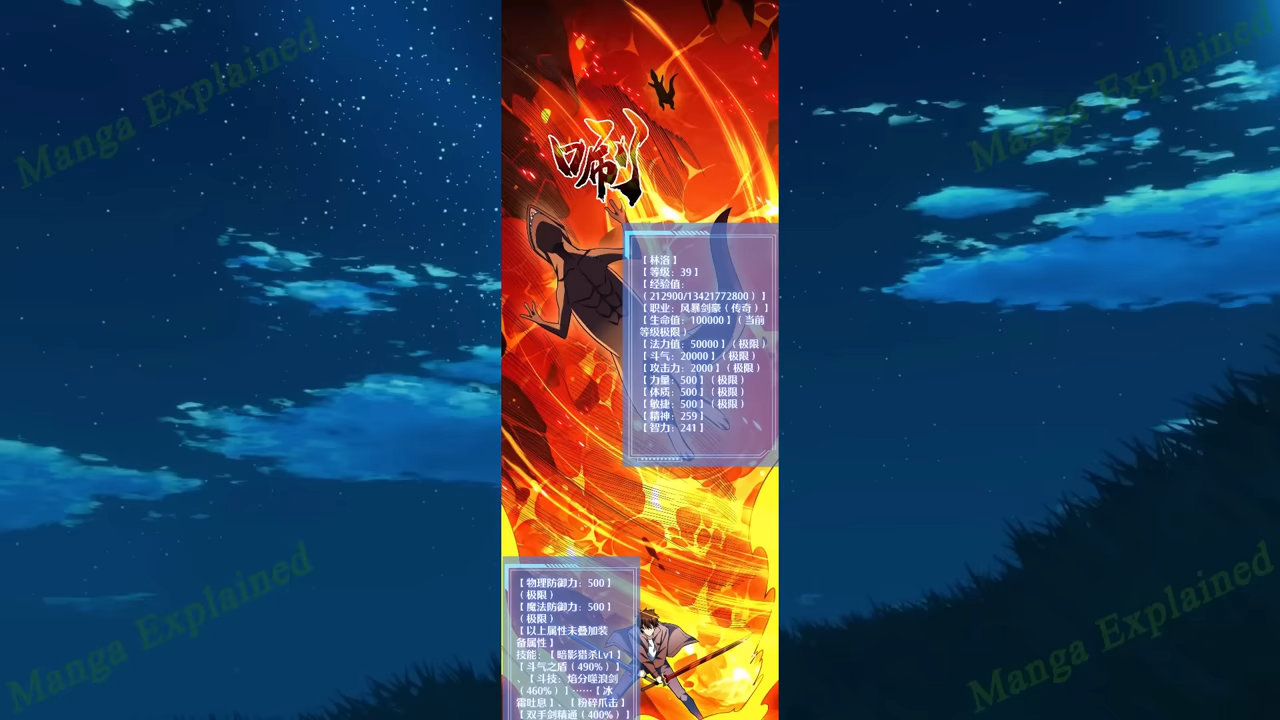 Manga Explained
Manga Explained
唰
【林洛】
【等级：39】
【经验值：
（212900/13421772800）】
【职业：风暴剑豪（传奇）】
【生命值：100000】（当前
等级极限）
【法力值：50000】（极限）
【斗气：20000】（极限）
【攻击力：2000】（极限）
【力量：500】（极限）
【体质：500】（极限）
【敏捷：500】（极限）
【精神：259】
【智力：241】
【物理防御力：500】
（极限）
【魔法防御力：500】
（极限）
【以上属性未叠加装
备属性】
技能：【暗影猎杀Lv1】
【斗气之盾（490%）】
、【斗技：焰分噬浪剑
（460%）】……【冰
霜吐息】、【粉碎爪击】
【双手剑精通（400%）】
Manga Explained
Manga Explained